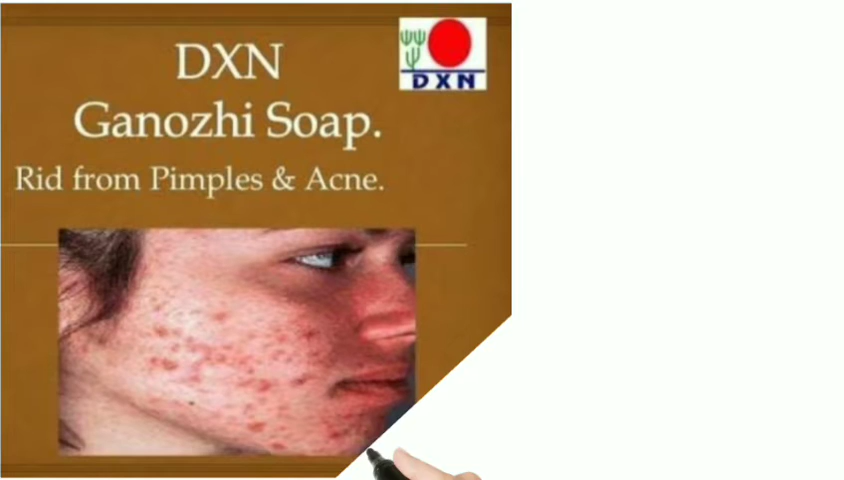 DXN
Ganozhi Soap.
Rid from Pimples & Acne.
DXN